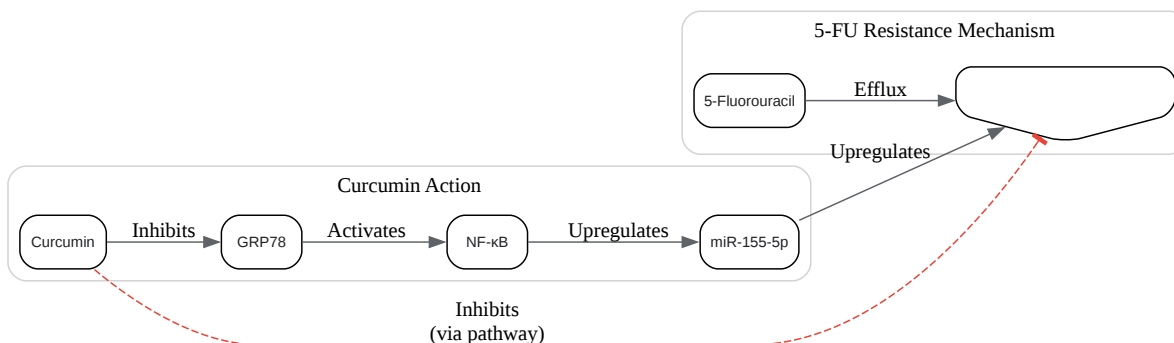 5-FU Resistance Mechanism
5-Fluorouracil
Efflux
Upregulates
Curcumin Action
Curcumin
Inhibits
GRP78
Activates
NF-κB
Upregulates
miR-155-5p
Inhibits
(via pathway)